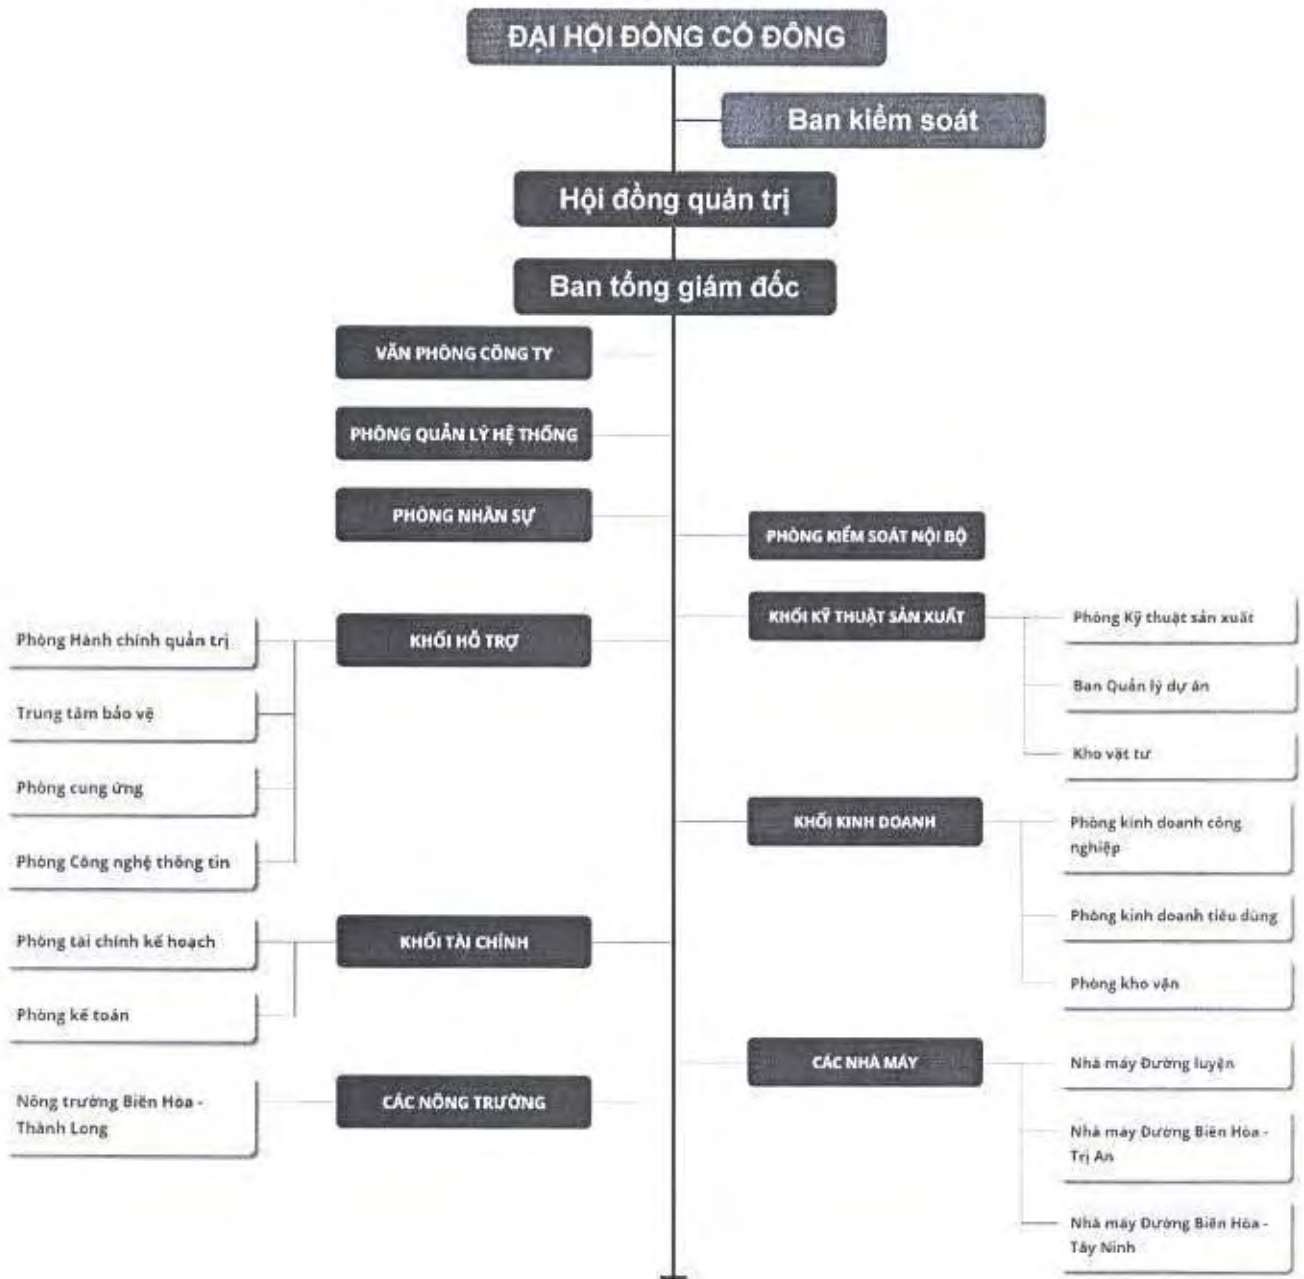 ĐẠI HỘI ĐỒNG CỔ ĐÔNG
Ban kiểm soát
Hội đồng quản trị
Ban tổng giám đốc
VĂN PHÒNG CÔNG TY
PHÒNG QUẢN LÝ HỆ THỐNG
PHÒNG NHÂN SỰ
PHÒNG KIỂM SOÁT NỘI BỘ
KHỐI HỖ TRỢ
Phòng Hành chính quản trị
Trung tâm bảo vệ
Phòng cung ứng
Phòng Công nghệ thông tin
KHỐI KỸ THUẬT SẢN XUẤT
Phòng Kỹ thuật sản xuất
Ban Quản lý dự án
Kho vật tư
KHỐI KINH DOANH
Phòng kinh doanh công
nghiệp
Phòng kinh doanh tiêu dùng
Phòng kho vận
KHỐI TÀI CHÍNH
Phòng tài chính kế hoạch
Phòng kế toán
CÁC NHÀ MÁY
Nhà máy Đường luyện
Nhà máy Đường Biên Hòa -
Trị An
Nhà máy Đường Biên Hòa -
Tây Ninh
CÁC NÔNG TRƯỜNG
Nông trường Biên Hòa -
Thành Long